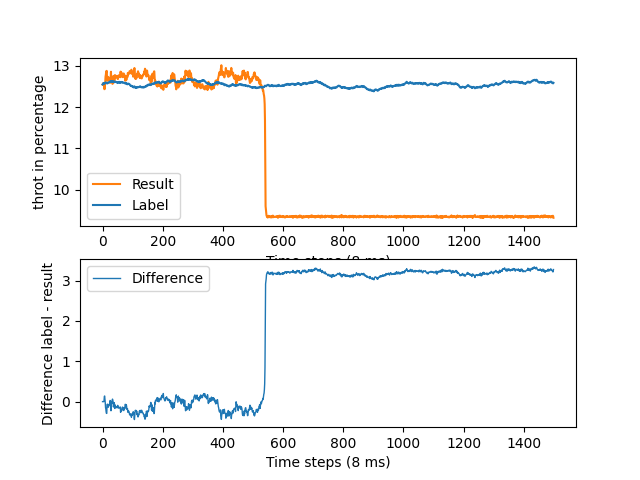 throt in percentage
13
12
11
10
Result
Label
0 200 400 600 800 1000 1200 1400
Time steps (8 ms)
Difference label - result
3
2
1
0
Difference
0 200 400 600 800 1000 1200 1400
Time steps (8 ms)